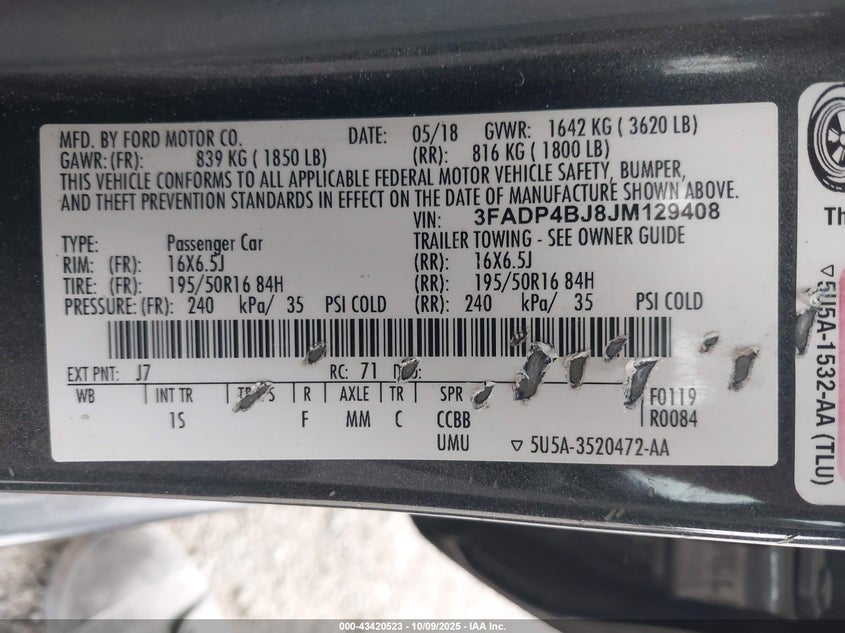 MFD. BY FORD MOTOR CO. DATE: 05/18 GVWR: 1642 KG ( 3620 LB)
GAWR: (FR): 839 KG ( 1850 LB) (RR): 816 KG ( 1800 LB)
THIS VEHICLE CONFORMS TO ALL APPLICABLE FEDERAL MOTOR VEHICLE SAFETY, BUMPER,
AND THEFT PREVENTION STANDARDS IN EFFECT ON THE DATE OF MANUFACTURE SHOWN ABOVE.
VIN: 3FADP4BJ8JM129408
TYPE: Passenger Car TRAILER TOWING - SEE OWNER GUIDE
RIM: (FR): 16X6.5J (RR): 16X6.5J
TIRE: (FR): 195/50R16 84H (RR): 195/50R16 84H
PRESSURE: (FR): 240 kPa/ 35 PSI COLD (RR): 240 kPa/ 35 PSI COLD
EXT PNT: J7 RC: 71
WB INT TR R AXLE TR SPR F0119
1S F MM C CCBB R0084
UMU ▽ 5U5A-3520472-AA
Th
▽5U5A-1532-AA (TLU)
000-43420523 - 10/09/2025 - IAA Inc.